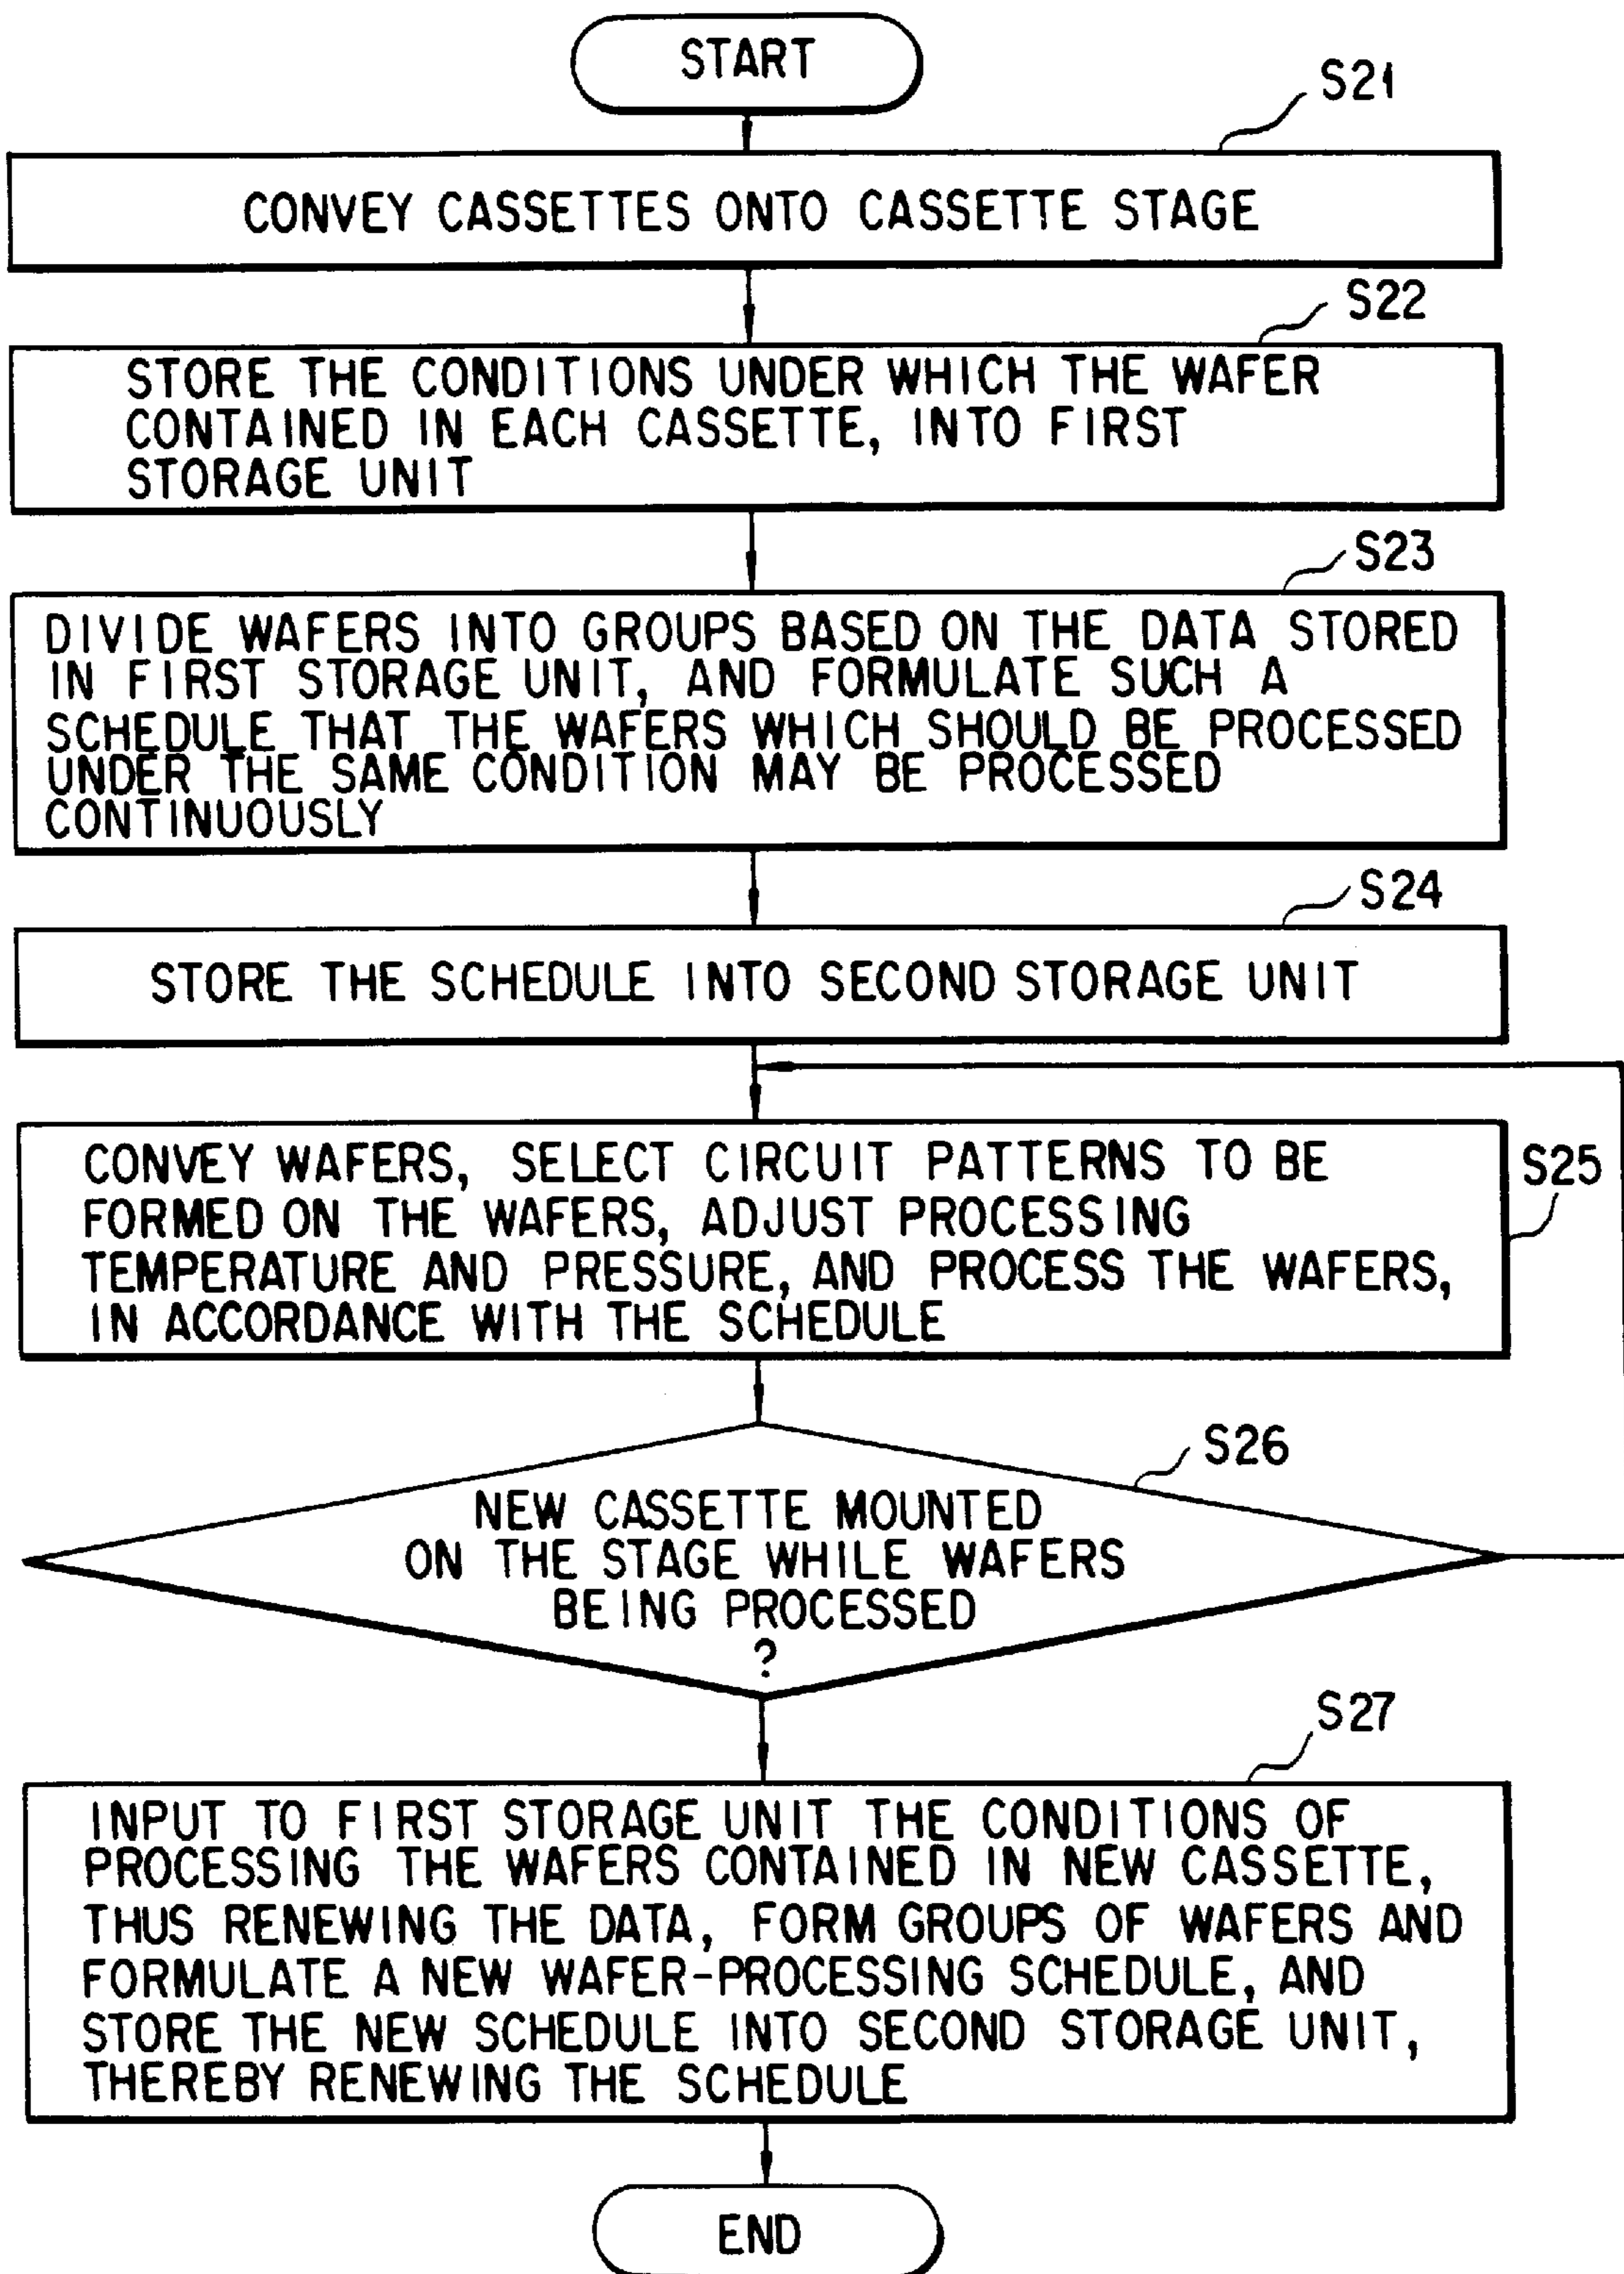 START
S21
CONVEY CASSETTES ONTO CASSETTE STAGE
S22
STORE THE CONDITIONS UNDER WHICH THE WAFER
CONTAINED IN EACH CASSETTE, INTO FIRST
STORAGE UNIT
S23
DIVIDE WAFERS INTO GROUPS BASED ON THE DATA STORED
IN FIRST STORAGE UNIT, AND FORMULATE SUCH A
SCHEDULE THAT THE WAFERS WHICH SHOULD BE PROCESSED
UNDER THE SAME CONDITION MAY BE PROCESSED
CONTINUOUSLY
S24
STORE THE SCHEDULE INTO SECOND STORAGE UNIT
CONVEY WAFERS, SELECT CIRCUIT PATTERNS TO BE
FORMED ON THE WAFERS, ADJUST PROCESSING
TEMPERATURE AND PRESSURE, AND PROCESS THE WAFERS,
IN ACCORDANCE WITH THE SCHEDULE
S25
S26
NEW CASSETTE MOUNTED
ON THE STAGE WHILE WAFERS
BEING PROCESSED
?
S27
INPUT TO FIRST STORAGE UNIT THE CONDITIONS OF
PROCESSING THE WAFERS CONTAINED IN NEW CASSETTE,
THUS RENEWING THE DATA, FORM GROUPS OF WAFERS AND
FORMULATE A NEW WAFER-PROCESSING SCHEDULE, AND
STORE THE NEW SCHEDULE INTO SECOND STORAGE UNIT,
THEREBY RENEWING THE SCHEDULE
END